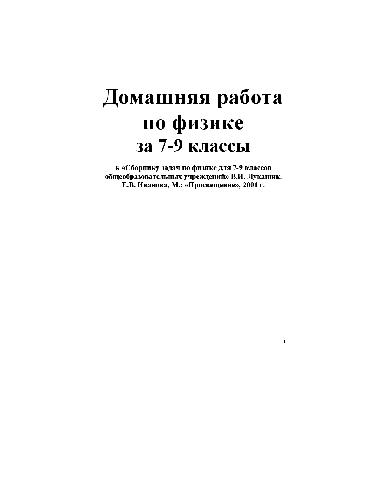 Домашняя работа
по физике
за 7-9 классы
к «Сборнику задач по физике для 7-9 классов
общеобразовательных учреждений» В.И. Лукашик,
Е.В. Иванова, М.: «Просвещение», 2001 г.